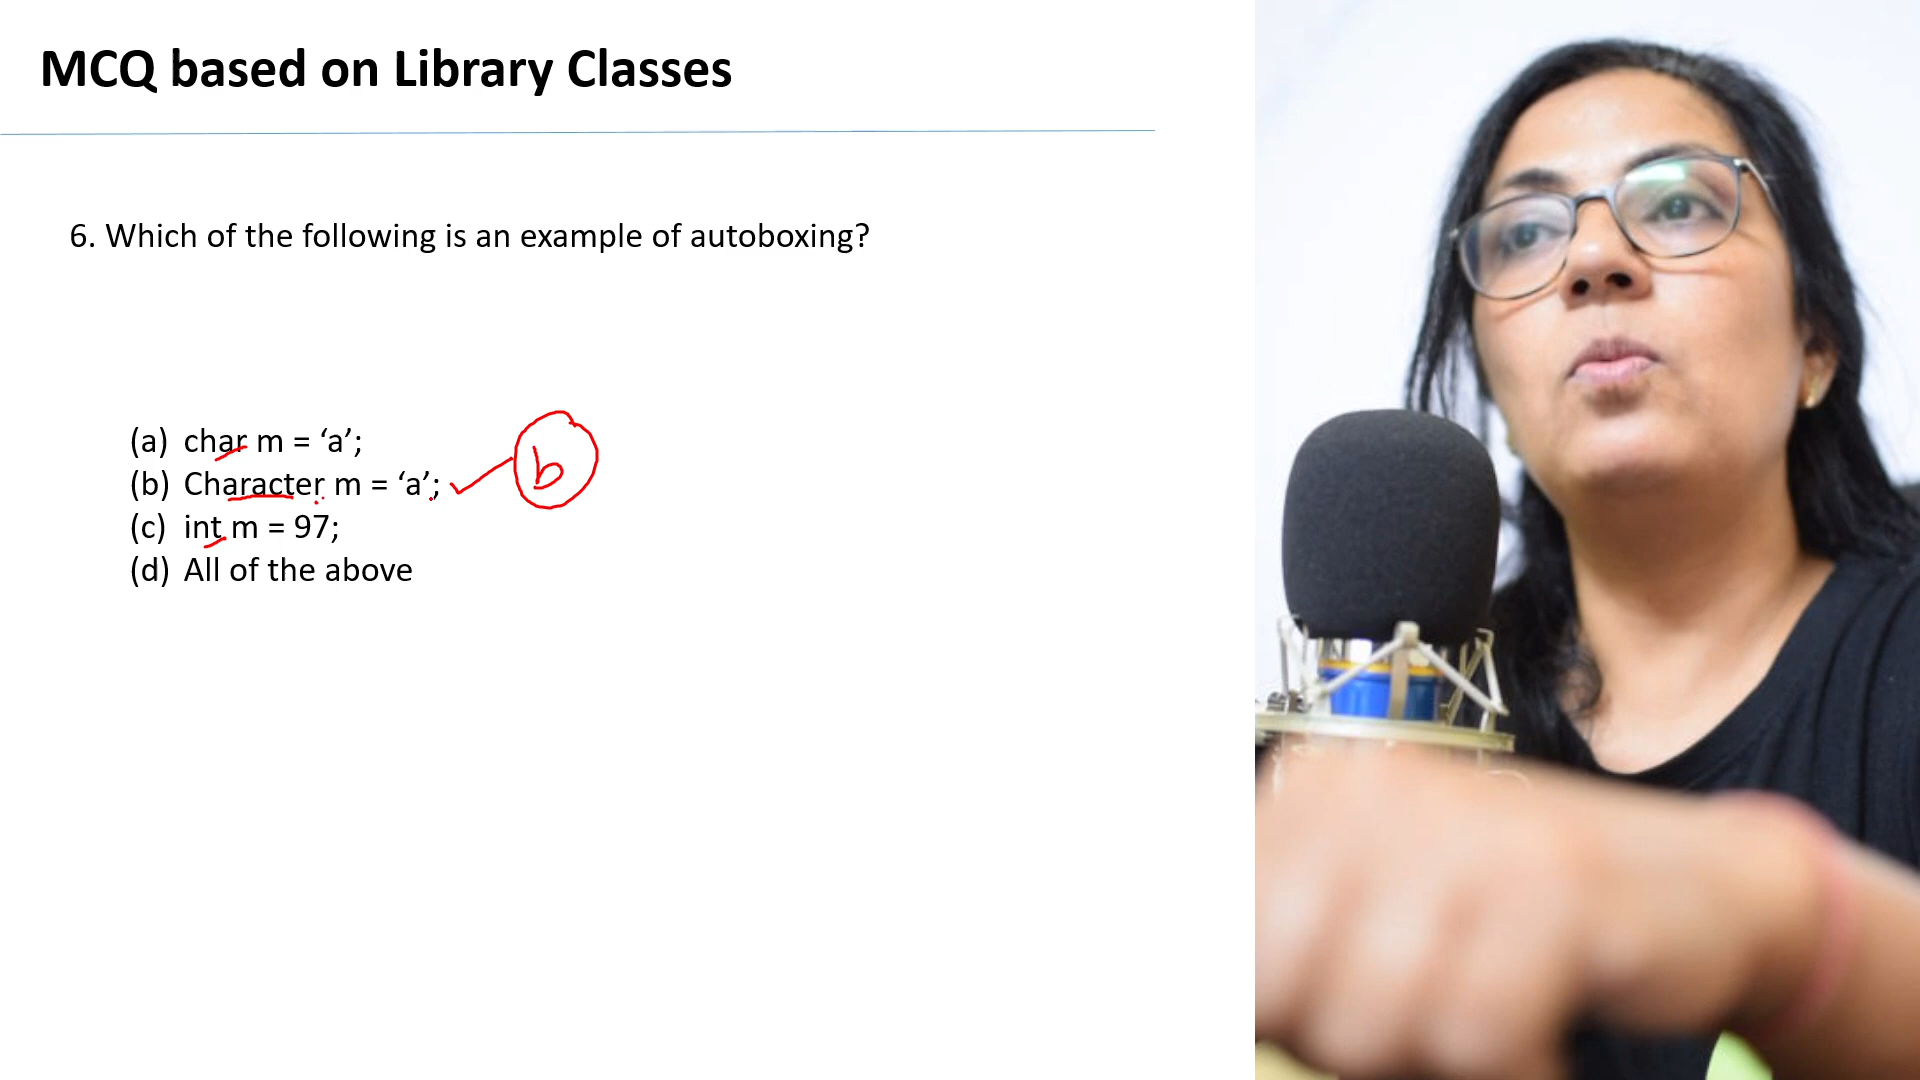 MCQ based on Library Classes
6. Which of the following is an example of autoboxing?
(a) char m = ‘a’;
(b) Character m = ‘a’;
b
(c) int m = 97;
(d) All of the above